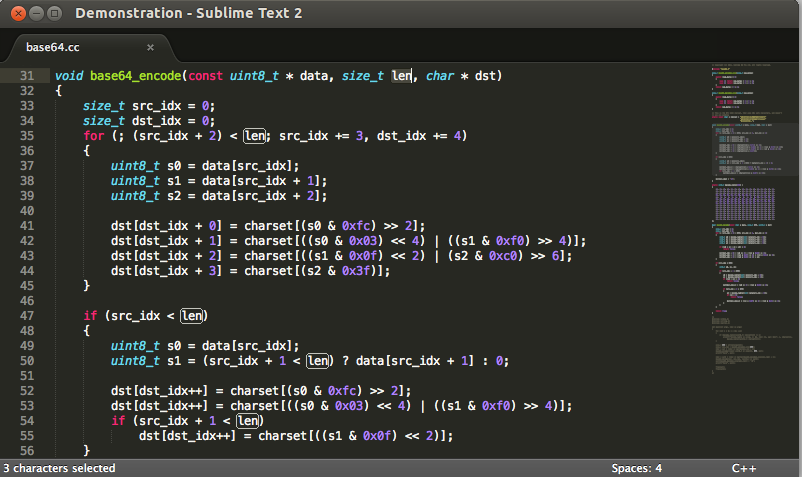 Demonstration - Sublime Text 2
base64.cc
31 void base64_encode(const uint8_t * data, size_t len, char * dst)
32 {
33     size_t src_idx = 0;
34     size_t dst_idx = 0;
35     for (; (src_idx + 2) < len; src_idx += 3, dst_idx += 4)
36     {
37         uint8_t s0 = data[src_idx];
38         uint8_t s1 = data[src_idx + 1];
39         uint8_t s2 = data[src_idx + 2];
40
41         dst[dst_idx + 0] = charset[(s0 & 0xfc) >> 2];
42         dst[dst_idx + 1] = charset[((s0 & 0x03) << 4) | ((s1 & 0xf0) >> 4)];
43         dst[dst_idx + 2] = charset[((s1 & 0x0f) << 2) | (s2 & 0xc0) >> 6];
44         dst[dst_idx + 3] = charset[(s2 & 0x3f)];
45     }
46
47     if (src_idx < len)
48     {
49         uint8_t s0 = data[src_idx];
50         uint8_t s1 = (src_idx + 1 < len) ? data[src_idx + 1] : 0;
51
52         dst[dst_idx++] = charset[(s0 & 0xfc) >> 2];
53         dst[dst_idx++] = charset[((s0 & 0x03) << 4) | ((s1 & 0xf0) >> 4)];
54         if (src_idx + 1 < len)
55             dst[dst_idx++] = charset[((s1 & 0x0f) << 2)];
56     }
3 characters selected
Spaces: 4
C++